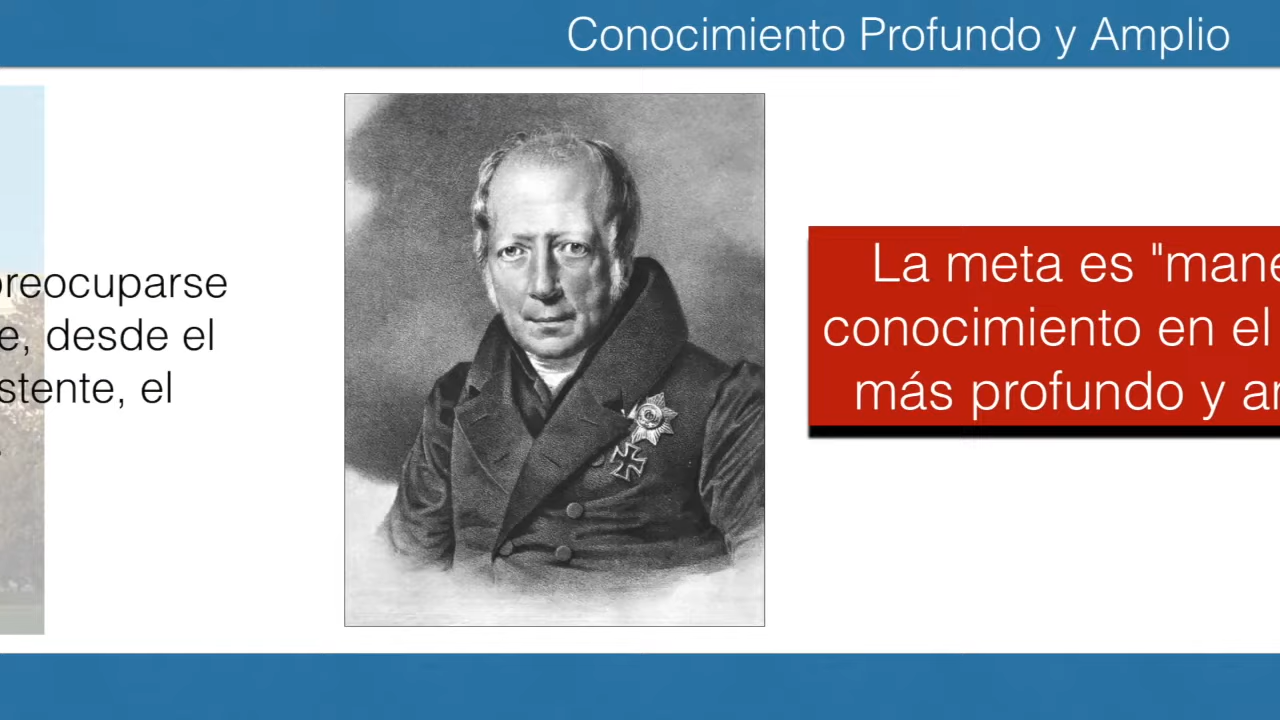 Conocimiento Profundo y Amplio
preocuparse
e, desde el
stente, el
La meta es "mane
conocimiento en el
más profundo y a